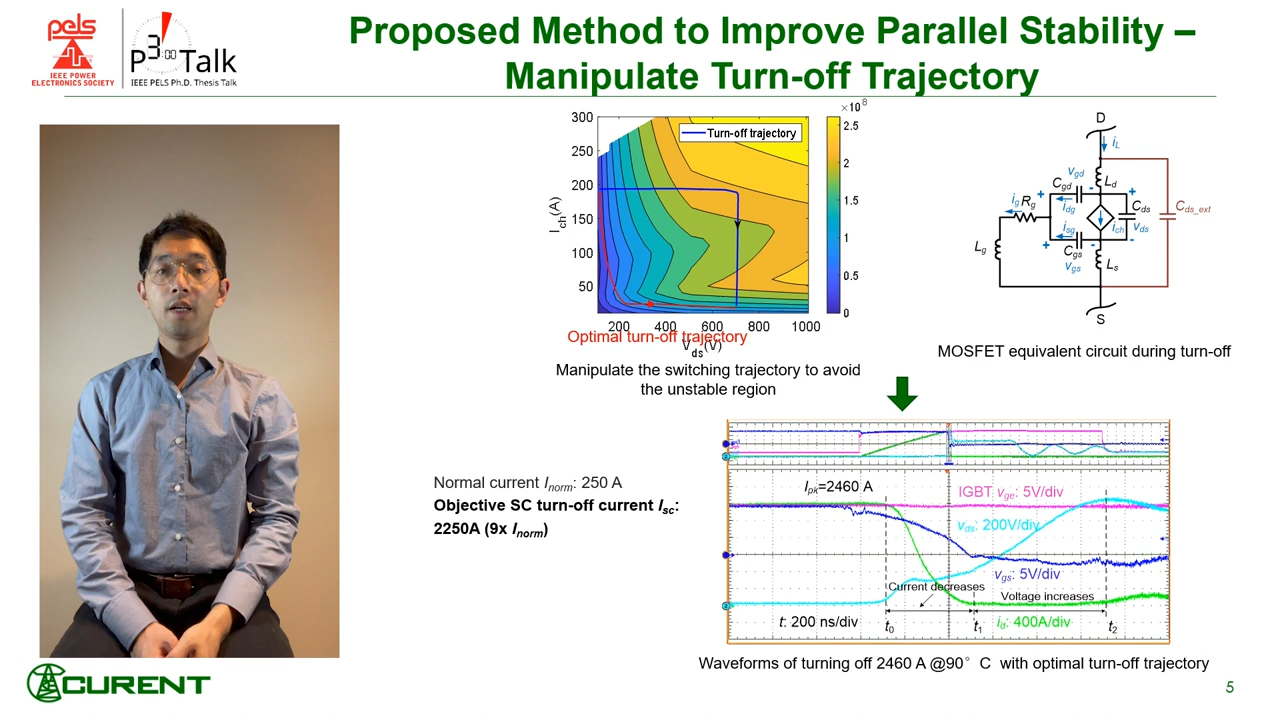 Proposed Method to Improve Parallel Stability –
Manipulate Turn-off Trajectory
pels
IEEE POWER
ELECTRONICS SOCIETY
P3:00 Talk
IEEE PELS Ph.D. Thesis Talk
×10^8
Turn-off trajectory
300
250
200
150
100
50
I_ch(A)
200
400
600
800
1000
V_ds(V)
2.5
2
1.5
1
0.5
0
Optimal turn-off trajectory
Manipulate the switching trajectory to avoid
the unstable region
D
i_L
v_gd
L_d
C_gd
- +
i_g R_g
+
i_dg
C_ds
C_ds_ext
i_sg
i_ch
v_ds
L_g
+
-
-
C_gs
v_gs
L_s
S
MOSFET equivalent circuit during turn-off
Normal current I_norm: 250 A
Objective SC turn-off current I_sc:
2250A (9x I_norm)
I_pk=2460 A
IGBT v_ge: 5V/div
v_ds: 200V/div
v_gs: 5V/div
Current decreases
Voltage increases
t: 200 ns/div
t_0
t_1
i_d: 400A/div
t_2
Waveforms of turning off 2460 A @90° C with optimal turn-off trajectory
CURENT
5